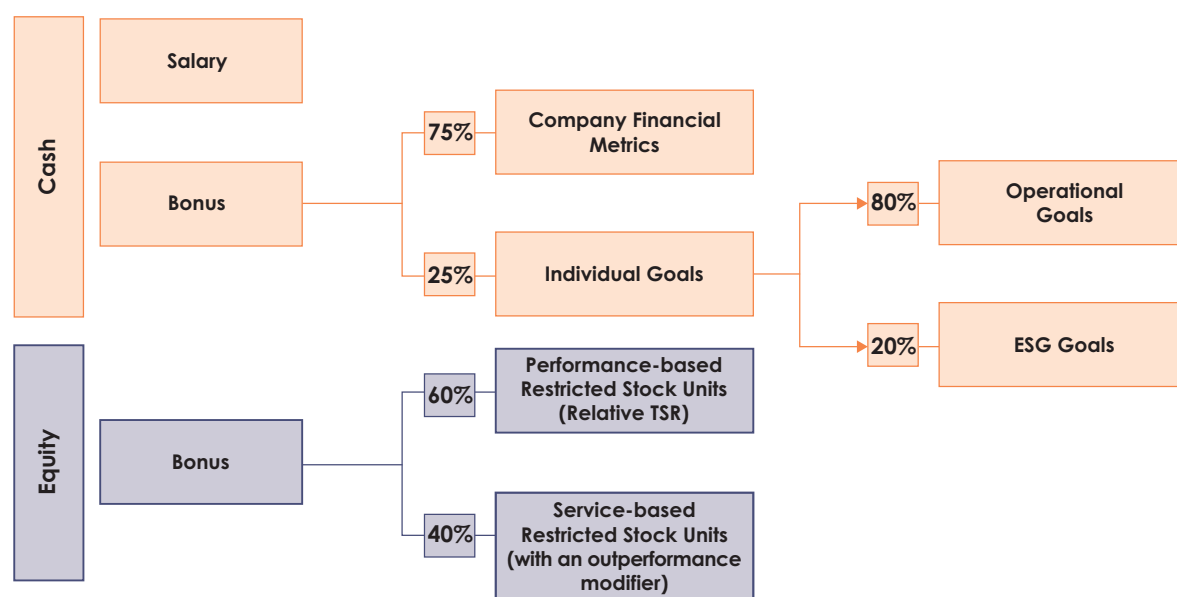 Cash
Salary
Bonus
75%
Company Financial
Metrics
25%
Individual Goals
80%
Operational
Goals
20%
ESG Goals
Equity
Bonus
60%
Performance-based
Restricted Stock Units
(Relative TSR)
40%
Service-based
Restricted Stock Units
(with an outperformance
modifier)